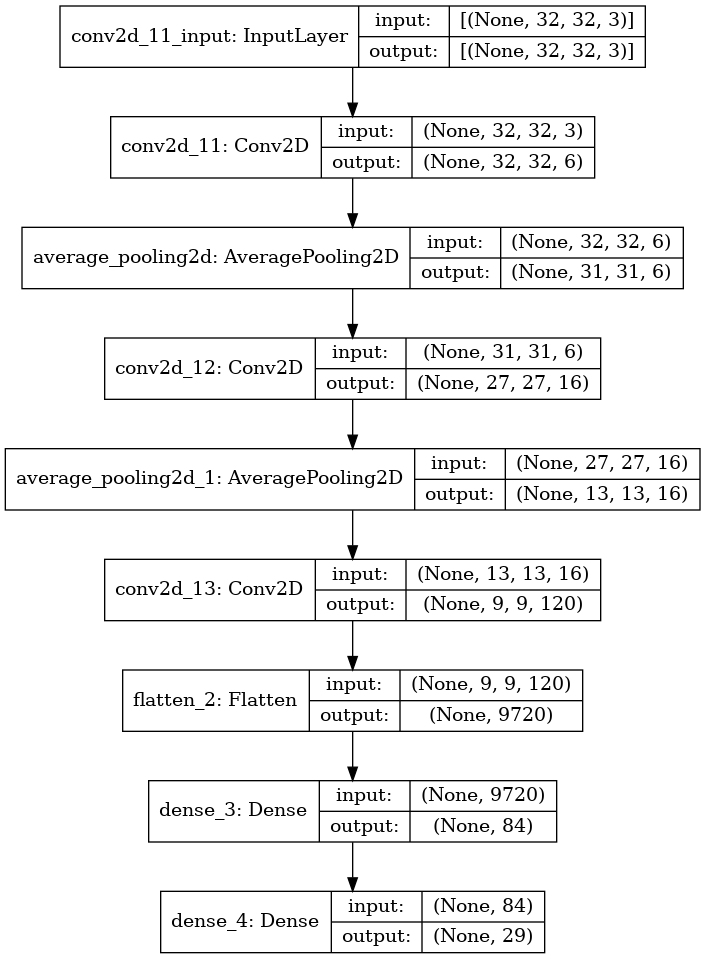 conv2d_11_input: InputLayer
input:
[(None, 32, 32, 3)]
output:
[(None, 32, 32, 3)]
conv2d_11: Conv2D
input:
(None, 32, 32, 3)
output:
(None, 32, 32, 6)
average_pooling2d: AveragePooling2D
input:
(None, 32, 32, 6)
output:
(None, 31, 31, 6)
conv2d_12: Conv2D
input:
(None, 31, 31, 6)
output:
(None, 27, 27, 16)
average_pooling2d_1: AveragePooling2D
input:
(None, 27, 27, 16)
output:
(None, 13, 13, 16)
conv2d_13: Conv2D
input:
(None, 13, 13, 16)
output:
(None, 9, 9, 120)
flatten_2: Flatten
input:
(None, 9, 9, 120)
output:
(None, 9720)
dense_3: Dense
input:
(None, 9720)
output:
(None, 84)
dense_4: Dense
input:
(None, 84)
output:
(None, 29)